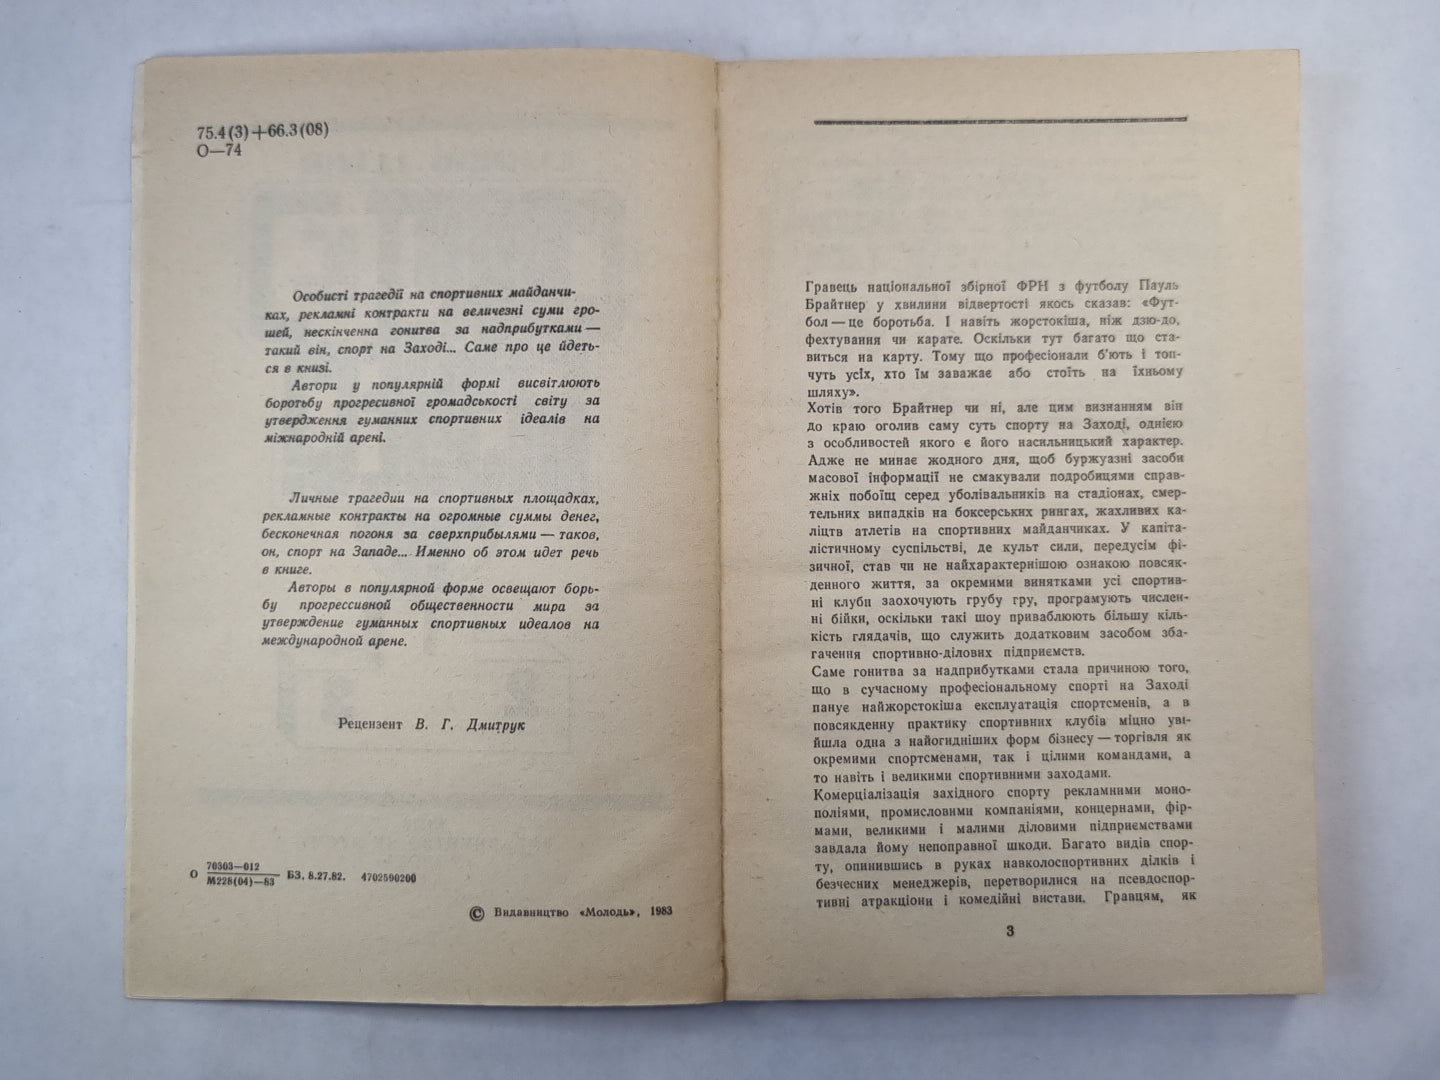 75.4(3)+66.3(08)
О—74
Особисті трагедії на спортивних майданчи-
ках, рекламні контракти на величезні суми гро-
шей, нескінченна гонитва за надприбутками —
такий він, спорт на Заході... Саме про це йдеть-
ся в книзі.
Автори у популярній формі висвітлюють
боротьбу прогресивної громадськості світу за
утвердження гуманних спортивних ідеалів на
міжнародній арені.
Личные трагедии на спортивных площадках,
рекламные контракты на огромные суммы денег,
бесконечная погоня за сверхприбылями — таков,
он, спорт на Западе... Именно об этом идет речь
в книге.
Авторы в популярной форме освещают борь-
бу прогрессивной общественности мира за
утверждение гуманных спортивных идеалов на
международной арене.
Рецензент В. Г. Дмитрук
О 70303—012
М228(04)—83 БЗ. 8.27.82. 4702590200
© Видавництво «Молодь», 1983
Гравець національної збірної ФРН з футболу Пауль
Брайтнер у хвилини відвертості якось сказав: «Фут-
бол — це боротьба. І навіть жорстокіша, ніж дзю-до,
фехтування чи карате. Оскільки тут багато що ста-
виться на карту. Тому що професіонали б'ють і топ-
чуть усіх, хто їм заважає або стоїть на їхньому
шляху».
Хотів того Брайтнер чи ні, але цим визнанням він
до краю оголив саму суть спорту на Заході, однією
з особливостей якого є його насильницький характер.
Адже не минає жодного дня, щоб буржуазні засоби
масової інформації не смакували подробицями справ-
жніх побоїщ серед уболівальників на стадіонах, смер-
тельних випадків на боксерських рингах, жахливих ка-
ліцтв атлетів на спортивних майданчиках. У капіта-
лістичному суспільстві, де культ сили, передусім фі-
зичної, став чи не найхарактернішою ознакою повсяк-
денного життя, за окремими винятками усі спортив-
ні клуби заохочують грубу гру, програмують числен-
ні бійки, оскільки такі шоу приваблюють більшу кіль-
кість глядачів, що служить додатковим засобом зба-
гачення спортивно-ділових підприємств.
Саме гонитва за надприбутками стала причиною того,
що в сучасному професіональному спорті на Заході
панує найжорстокіша експлуатація спортсменів, а в
повсякденну практику спортивних клубів міцно уві-
йшла одна з найогидніших форм бізнесу — торгівля як
окремими спортсменами, так і цілими командами, а
то навіть і великими спортивними заходами.
Комерціалізація західного спорту рекламними моно-
поліями, промисловими компаніями, концернами, фір-
мами, великими і малими діловими підприємствами
завдала йому непоправної шкоди. Багато видів спор-
ту, опинившись в руках навколоспортивних ділків і
безчесних менеджерів, перетворилися на псевдоспор-
тивні атракціони і комедійні вистави. Гравцям, як
3